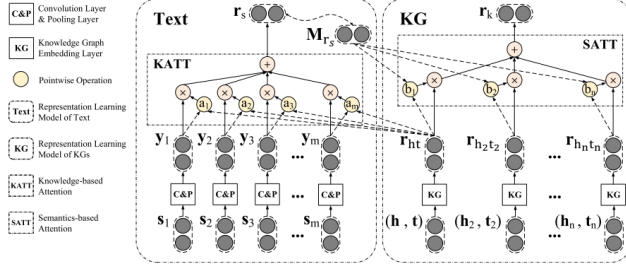 C&P
Convolution Layer
& Pooling Layer
KG
Knowledge Graph
Embedding Layer
Pointwise Operation
Text
Representation Learning
Model of Text
KG
Representation Learning
Model of KGs
KATT
Knowledge-based
Attention
SATT
Semantics-based
Attention
Text
r_s
M_{r_s}
KATT
+
× a_1 × a_2 × a_3 × a_m
y_1 y_2 y_3 y_m
...
C&P C&P C&P ... C&P
s_1 s_2 s_3 ... s_m
KG
r_k
SATT
+
b_1 × b_2 × b_n ×
r_{ht} r_{h_2t_2} r_{h_nt_n}
...
KG KG ... KG
(h , t) (h_2 , t_2) (h_n , t_n)
...